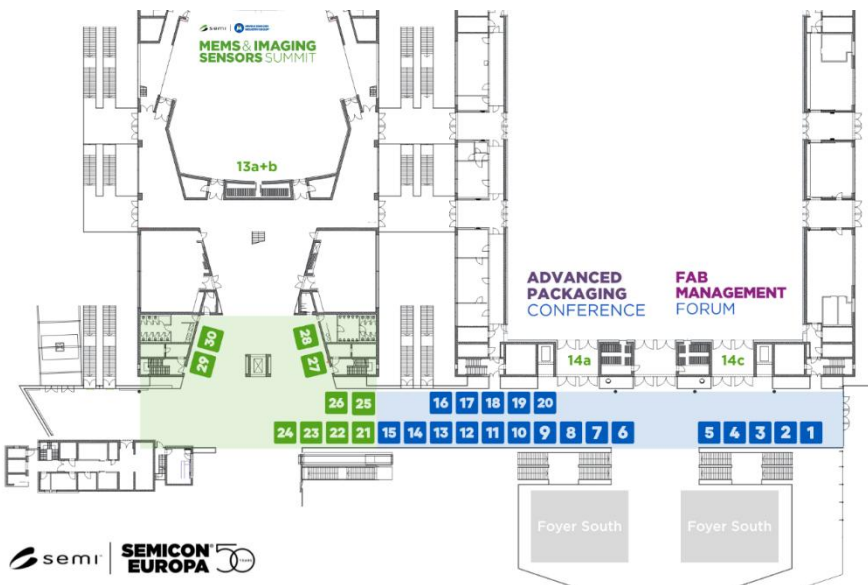 semi
MEMS & IMAGING
SENSORS SUMMIT
13a+b
ADVANCED
PACKAGING
CONFERENCE
FAB
MANAGEMENT
FORUM
14a
14c
29 30
28
27
26 25
16 17 18 19 20
24 23 22 21 15 14 13 12 11 10 9 8 7 6 5 4 3 2 1
Foyer South
Foyer South
semi
SEMICON®
EUROPA
50
YEARS